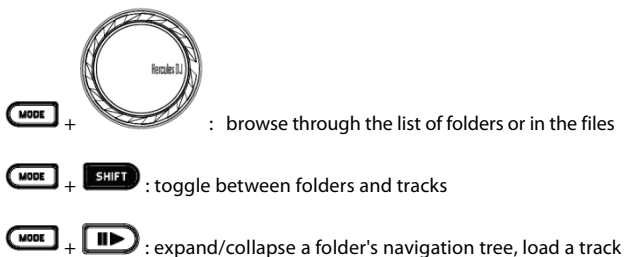 Hercules DJ
MODE + : browse through the list of folders or in the files
MODE + SHIFT : toggle between folders and tracks
MODE + : expand/collapse a folder's navigation tree, load a track